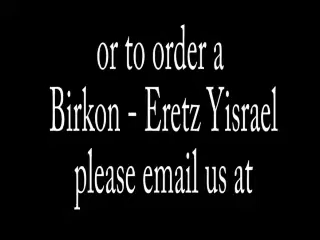 or to order a
Birkon - Eretz Yisrael
please email us at